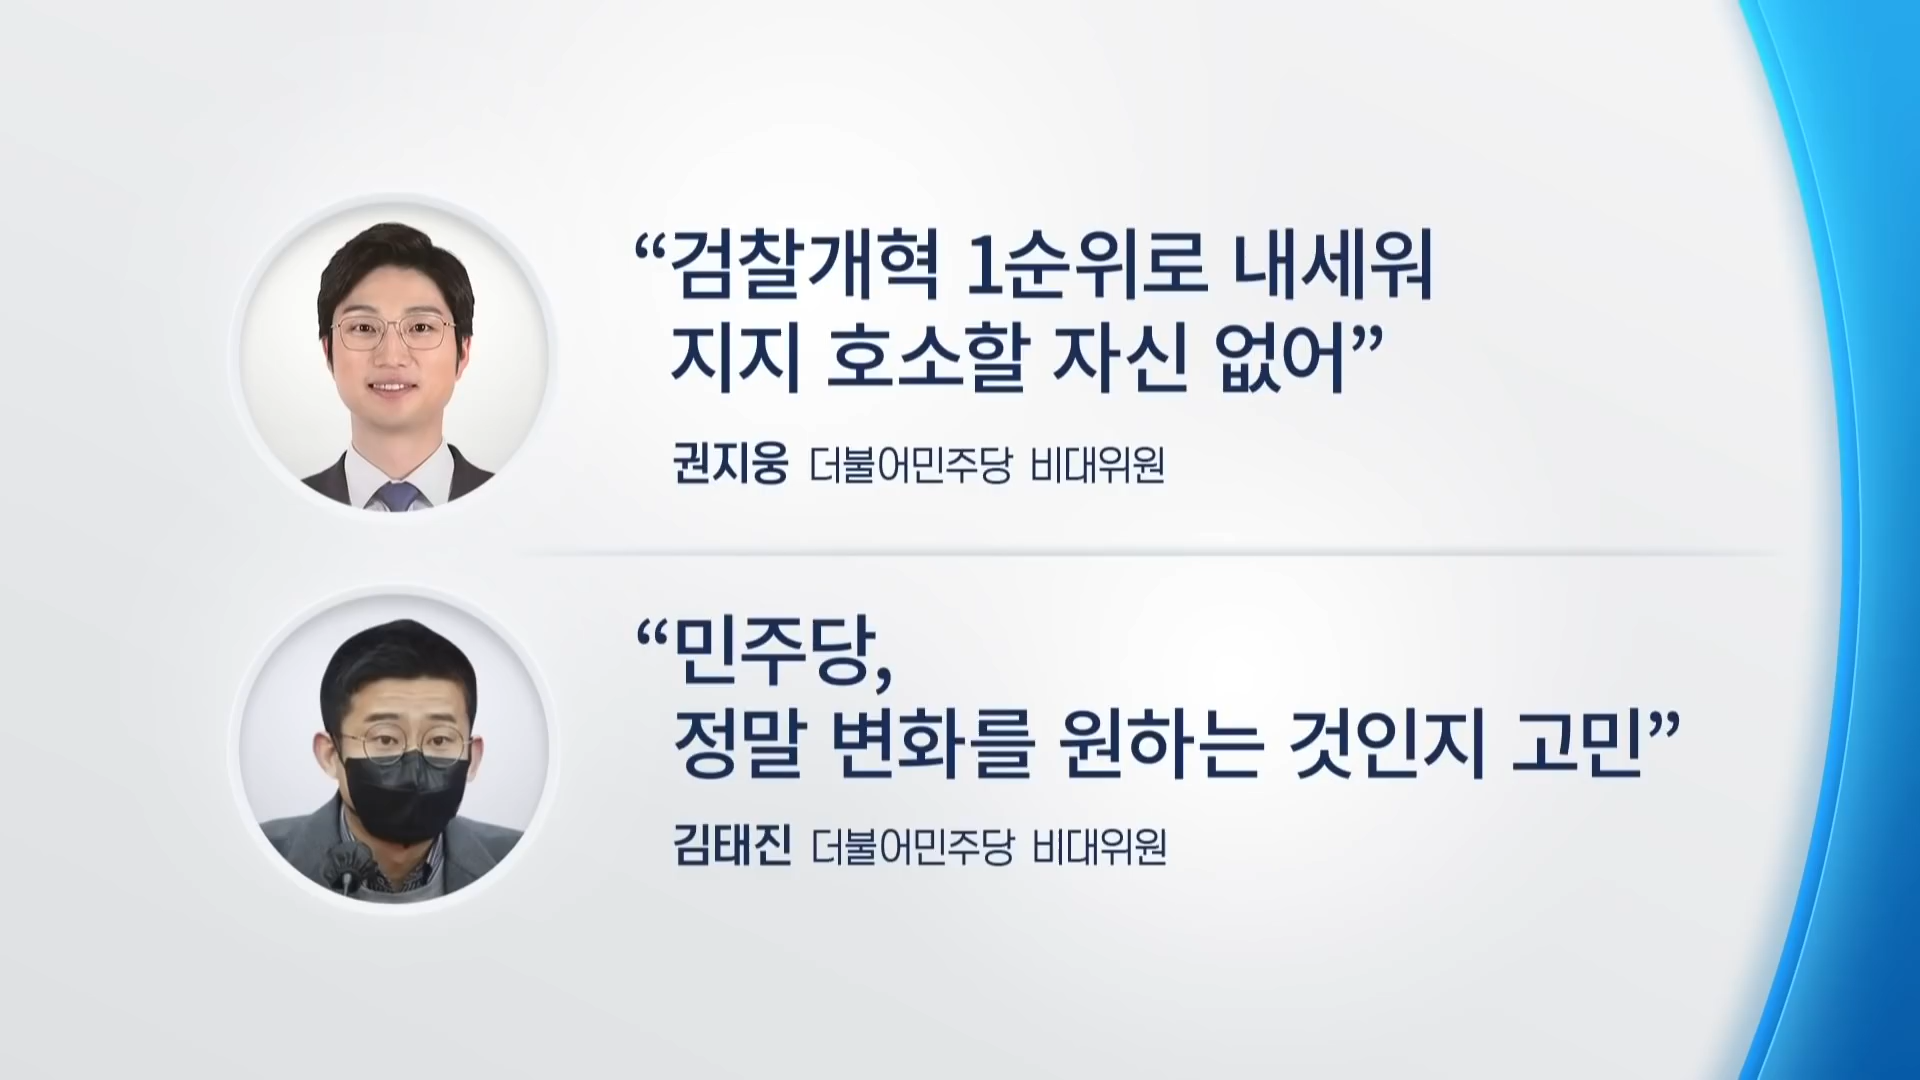 “검찰개혁 1순위로 내세워
지지 호소할 자신 없어”
권지웅 더불어민주당 비대위원
“민주당,
정말 변화를 원하는 것인지 고민”
김태진 더불어민주당 비대위원